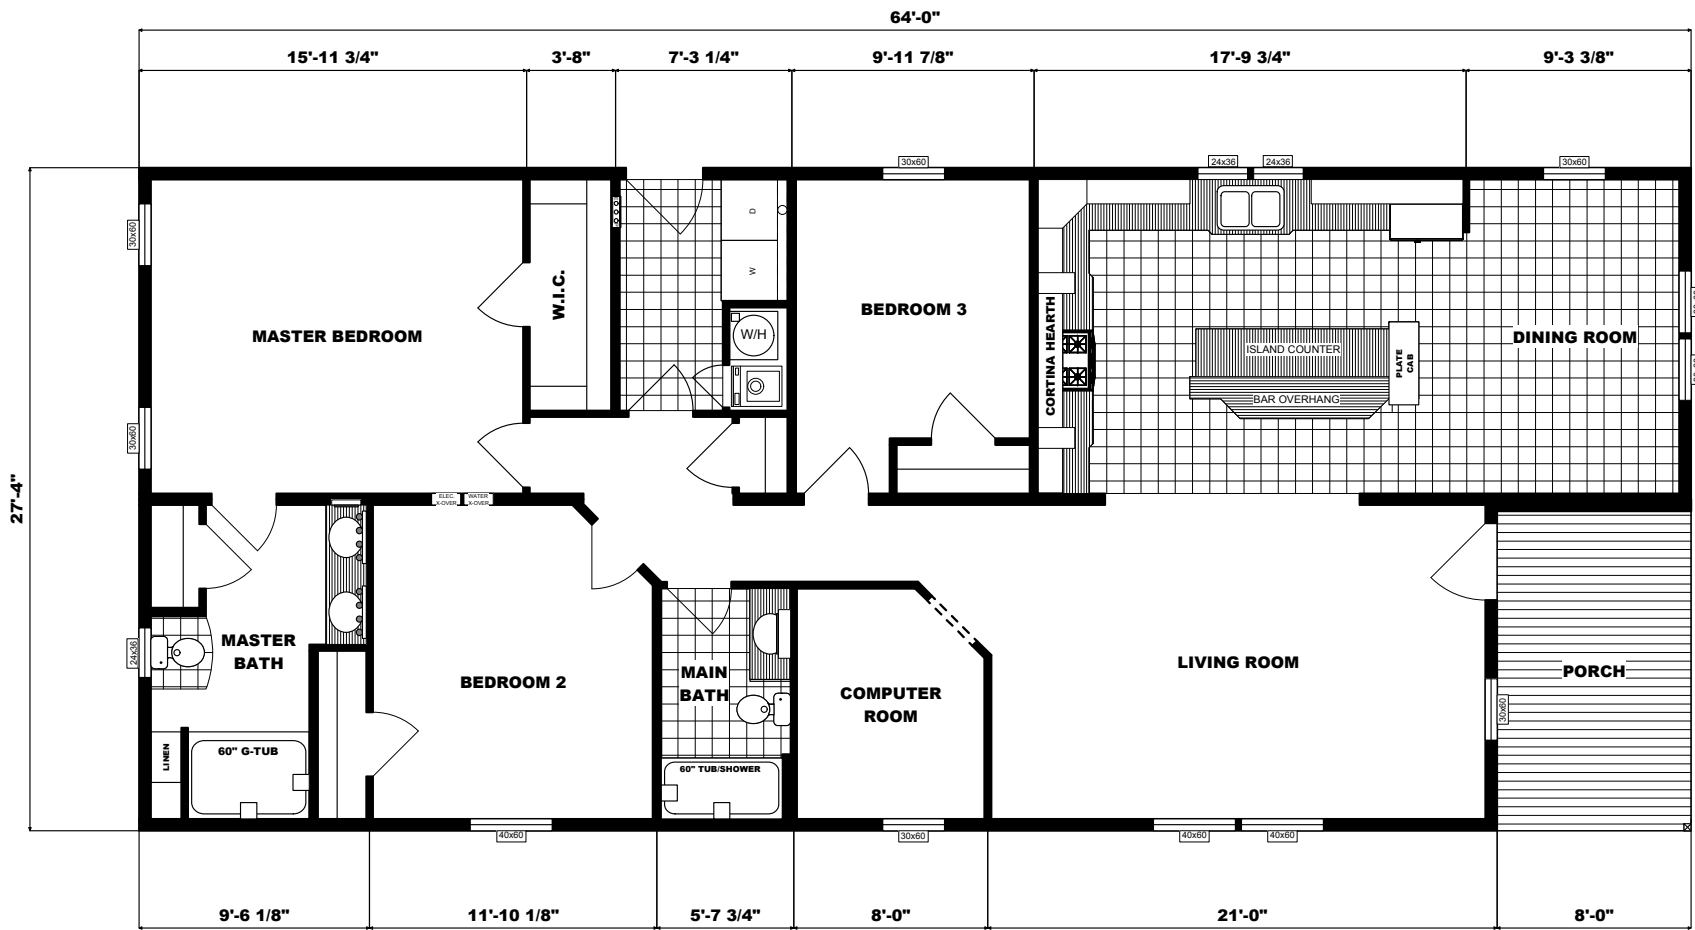 64'-0"
15'-11 3/4" 3'-8" 7'-3 1/4" 9'-11 7/8" 17'-9 3/4" 9'-3 3/8"
30x60 24x36 24x36 30x60
D
30x60
W
W.I.C.
BEDROOM 3
MASTER BEDROOM
W/H
CORTINA HEARTH
ISLAND COUNTER
PLATE
CAB
DINING ROOM
BAR OVERHANG
30x60
27'-4"
ELEC.
X-OVER
WATER
X-OVER
24x36
MASTER
BATH
BEDROOM 2
MAIN
BATH
COMPUTER
ROOM
LIVING ROOM
PORCH
30x60
LINEN
60" G-TUB
60" TUB/SHOWER
40x60 30x60 40x60 40x60
9'-6 1/8" 11'-10 1/8" 5'-7 3/4" 8'-0" 21'-0" 8'-0"